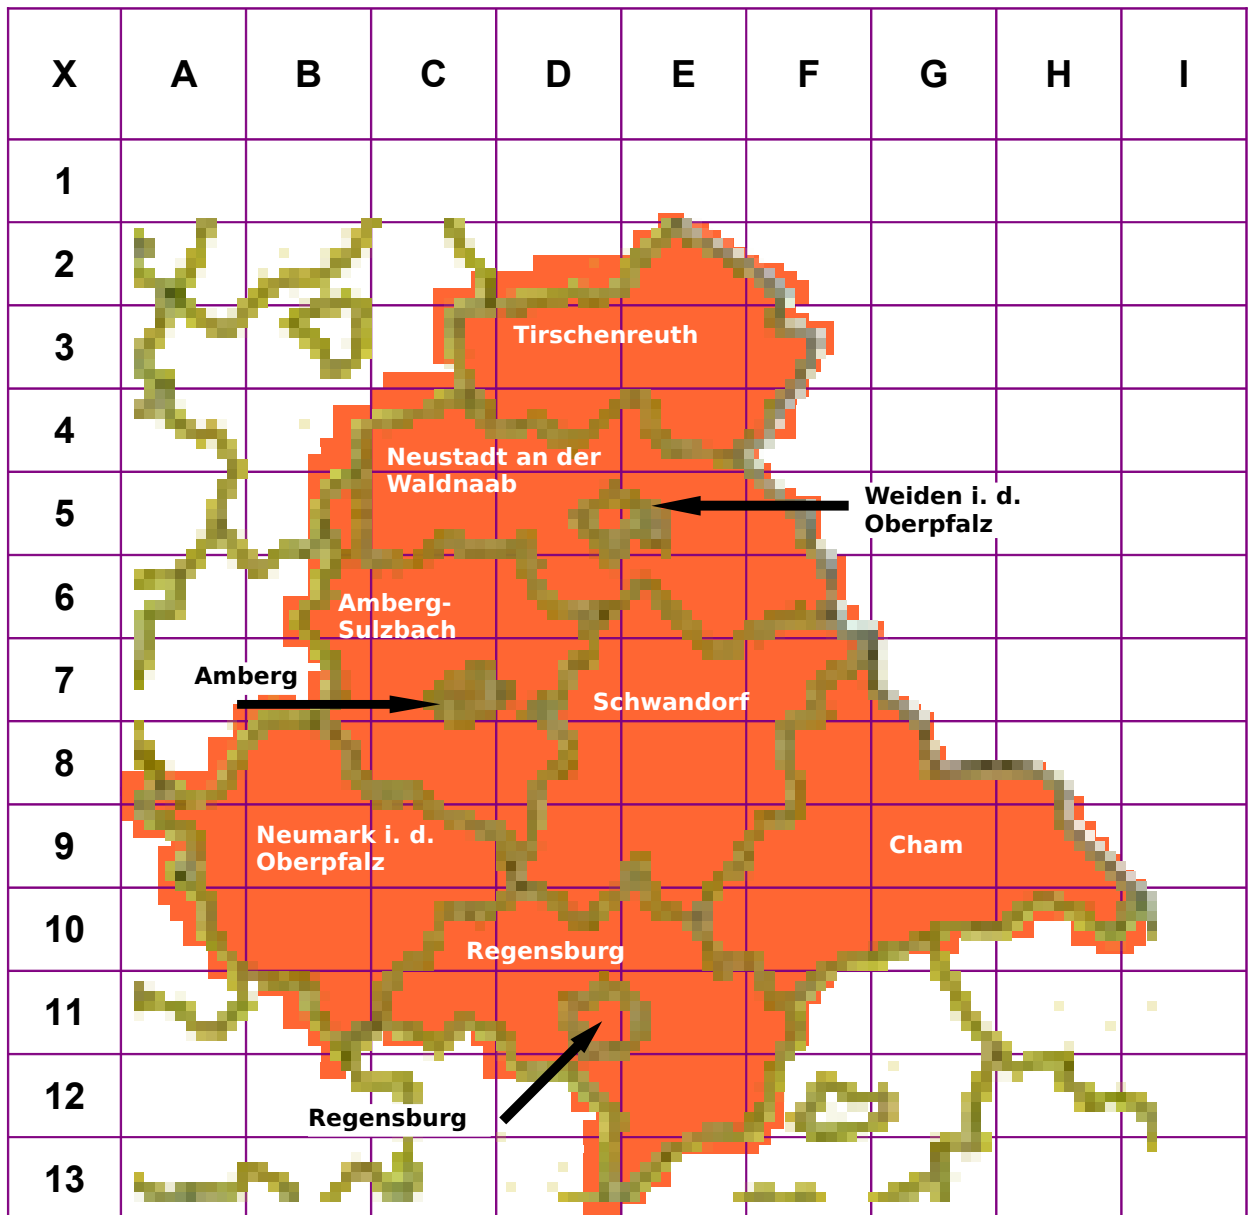 X A B C D E F G H I
1
2
3
Tirschenreuth
4
Neustadt an der
Waldnaab
5
Weiden i. d.
Oberpfalz
6
Amberg-
Sulzbach
7
Amberg
Schwandorf
8
9
Neumark i. d.
Oberpfalz
Cham
10
Regensburg
11
12
Regensburg
13